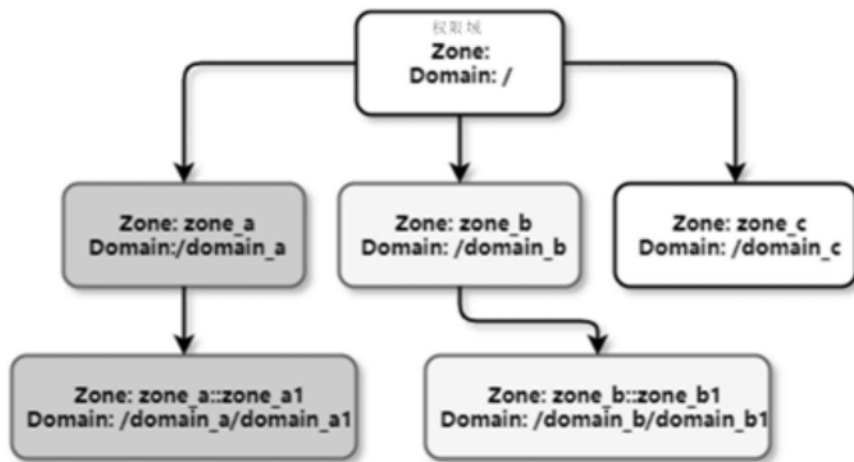 权限域
Zone:
Domain: /
Zone: zone_a
Domain:/domain_a
Zone: zone_b
Domain: /domain_b
Zone: zone_c
Domain: /domain_c
Zone: zone_a::zone_a1
Domain: /domain_a/domain_a1
Zone: zone_b::zone_b1
Domain: /domain_b/domain_b1